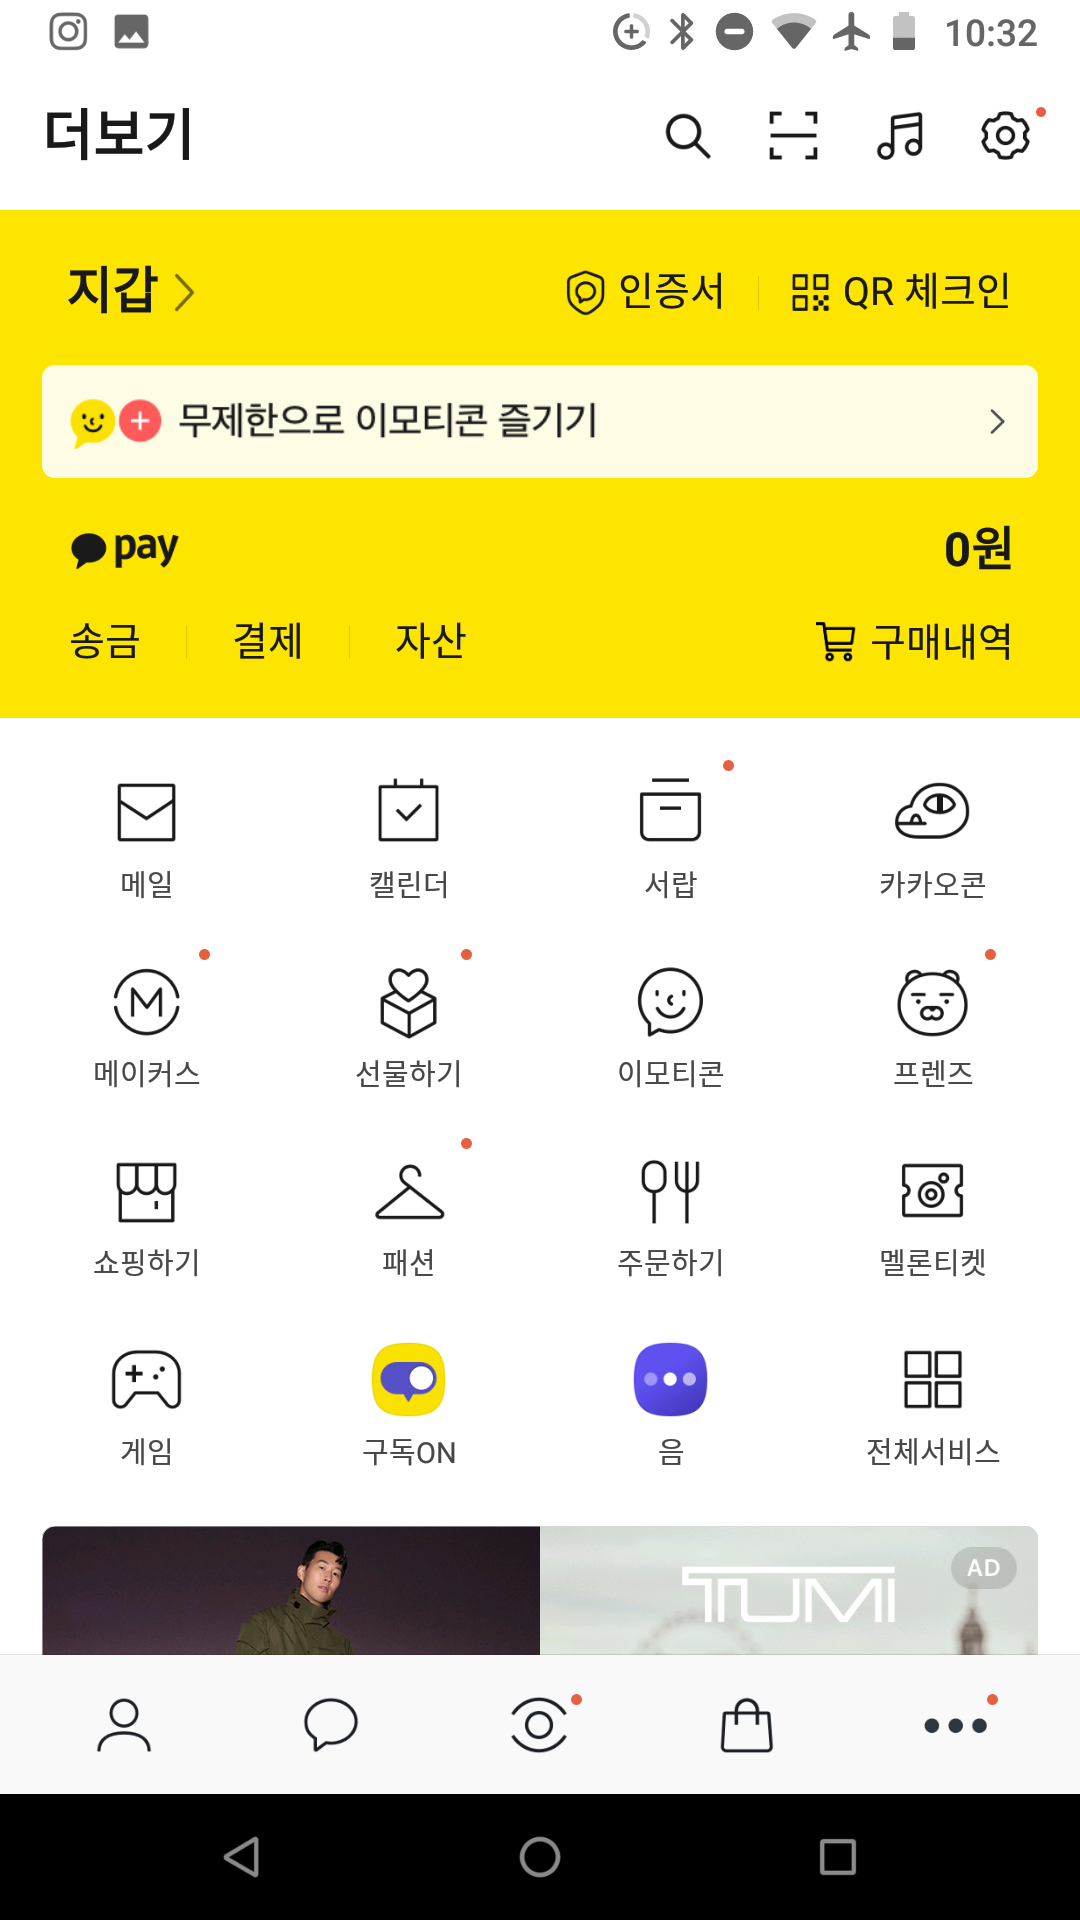 10:32
더보기
지갑
인증서
QR 체크인
무제한으로 이모티콘 즐기기
pay
0원
송금
결제
자산
구매내역
메일
캘린더
서랍
카카오콘
M
메이커스
선물하기
이모티콘
프렌즈
쇼핑하기
패션
주문하기
멜론티켓
게임
구독ON
음
전체서비스
TUMI
AD